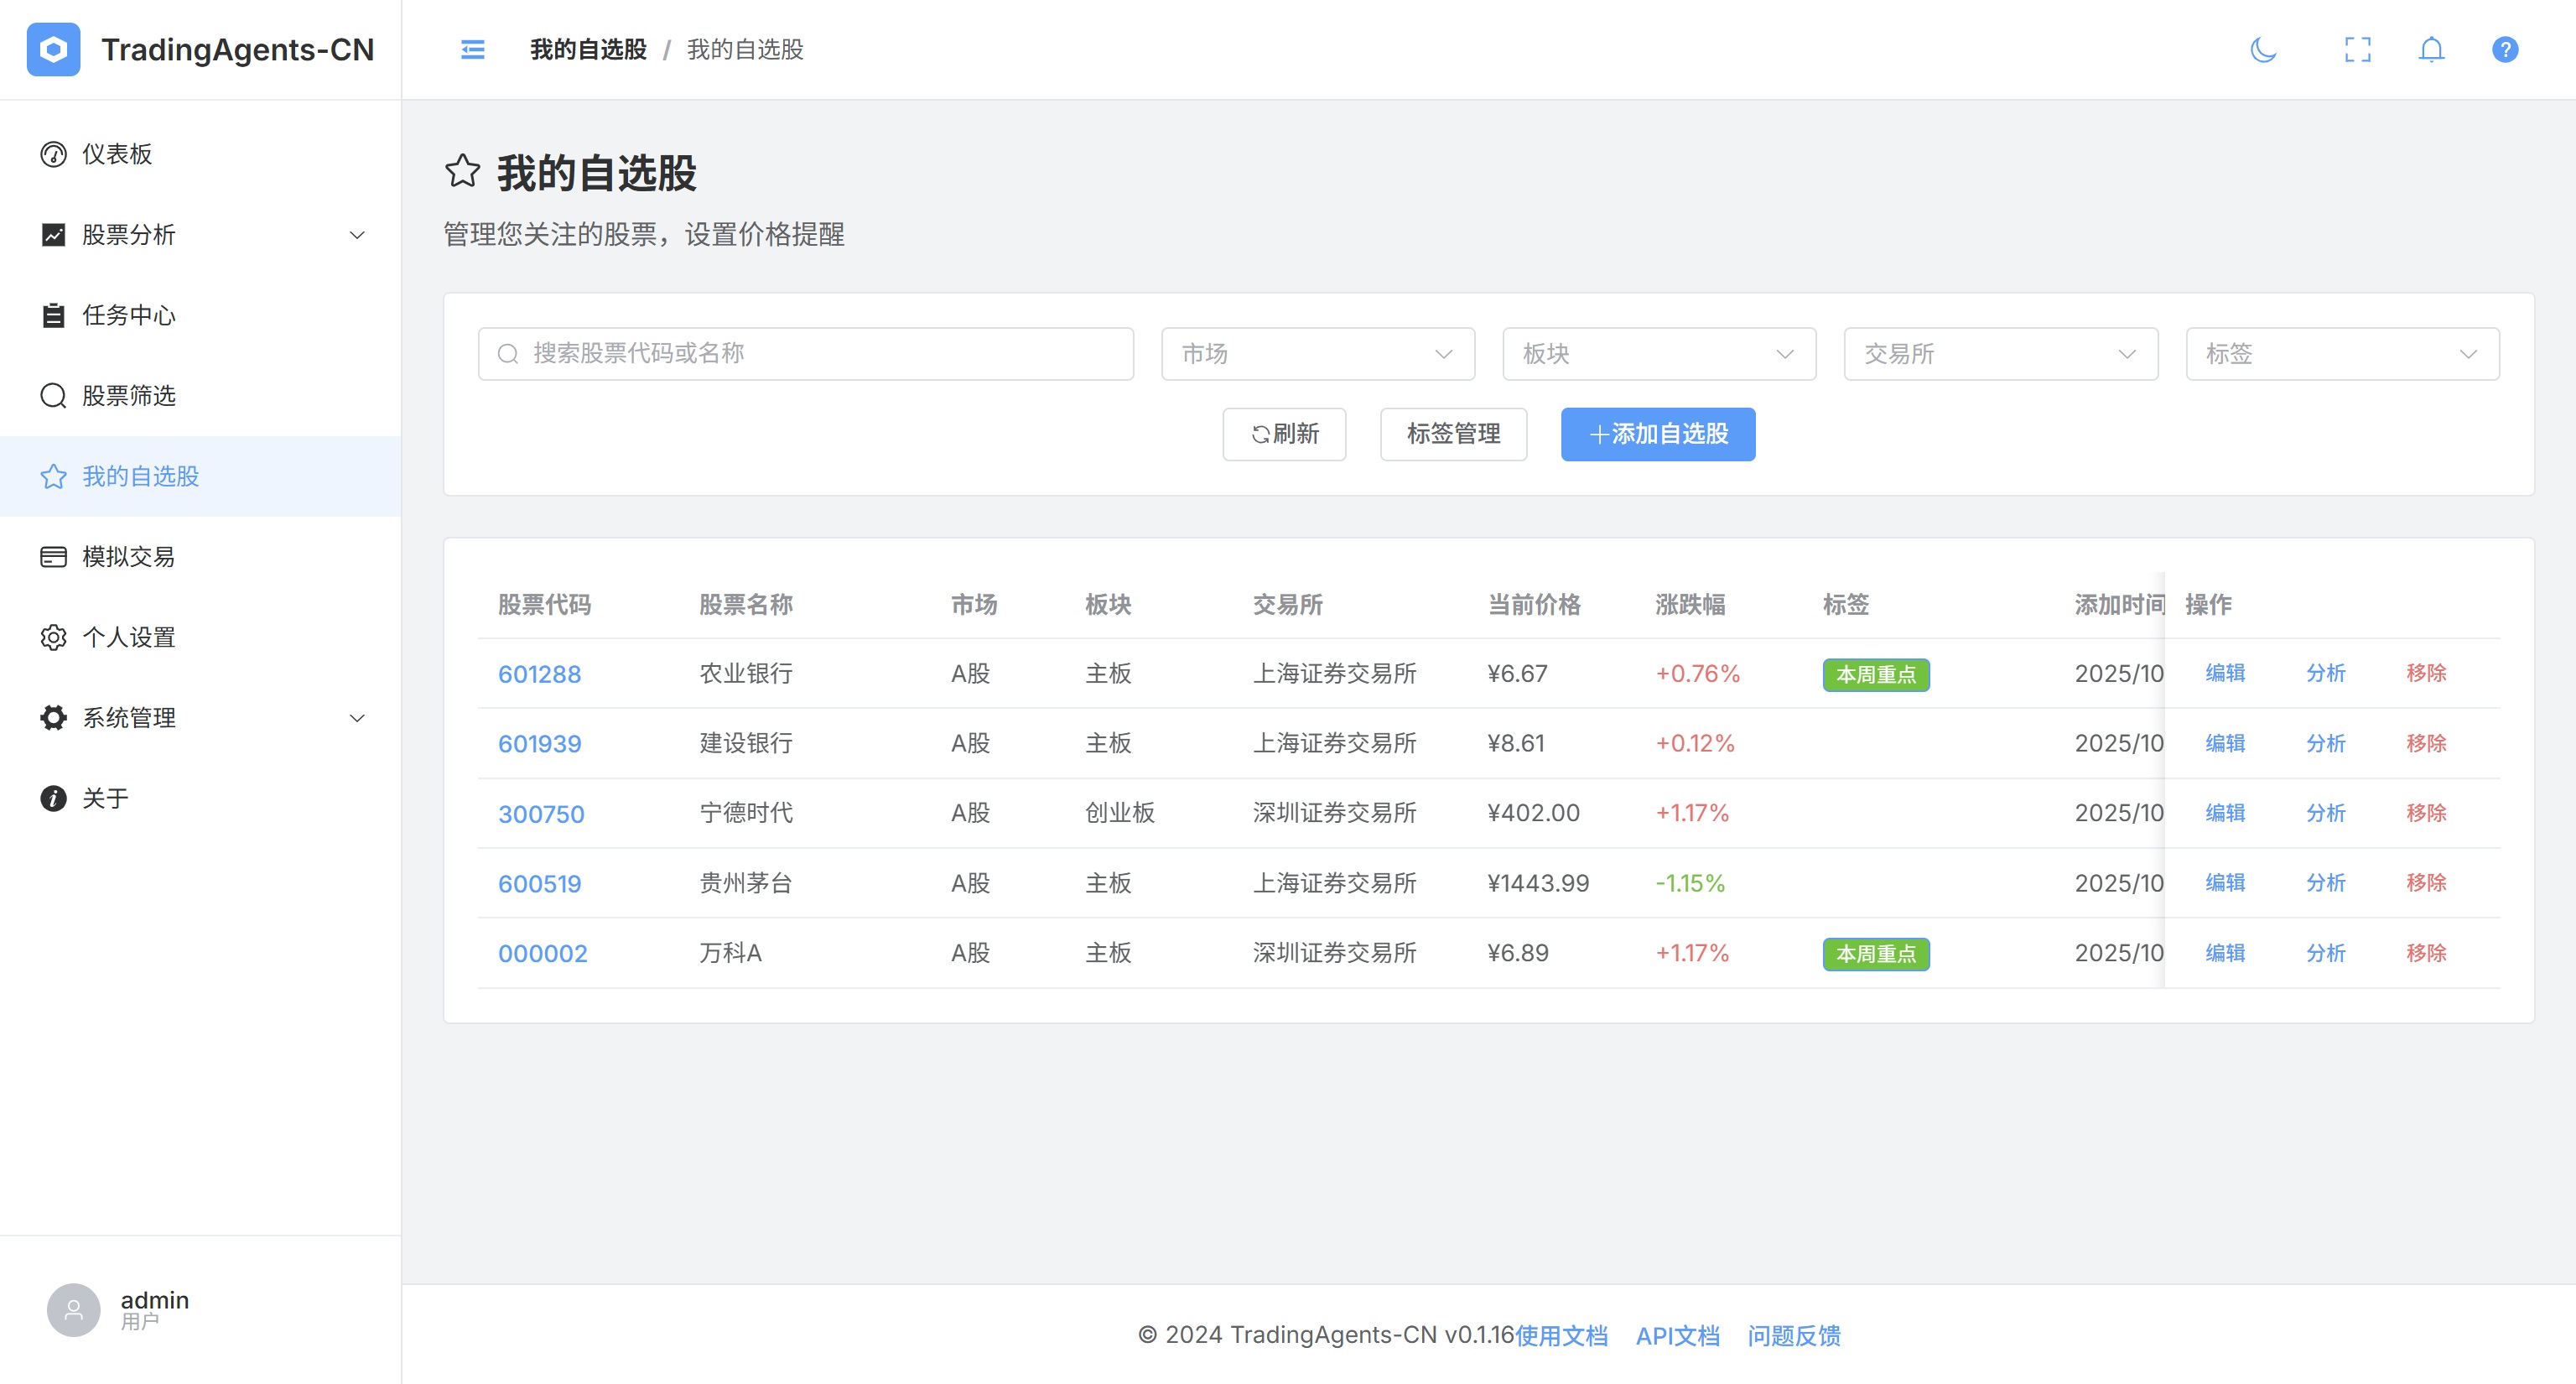 TradingAgents-CN
我的自选股 / 我的自选股
仪表板
股票分析
任务中心
股票筛选
我的自选股
模拟交易
个人设置
系统管理
关于
admin
用户
我的自选股
管理您关注的股票，设置价格提醒
搜索股票代码或名称 市场 板块 交易所 标签
刷新 标签管理 添加自选股
股票代码 股票名称 市场 板块 交易所 当前价格 涨跌幅 标签 添加时间 操作
601288 农业银行 A股 主板 上海证券交易所 ¥6.67 +0.76% 本周重点 2025/10 编辑 分析 移除
601939 建设银行 A股 主板 上海证券交易所 ¥8.61 +0.12% 2025/10 编辑 分析 移除
300750 宁德时代 A股 创业板 深圳证券交易所 ¥402.00 +1.17% 2025/10 编辑 分析 移除
600519 贵州茅台 A股 主板 上海证券交易所 ¥1443.99 -1.15% 2025/10 编辑 分析 移除
000002 万科A A股 主板 深圳证券交易所 ¥6.89 +1.17% 本周重点 2025/10 编辑 分析 移除
© 2024 TradingAgents-CN v0.1.16使用文档 API文档 问题反馈